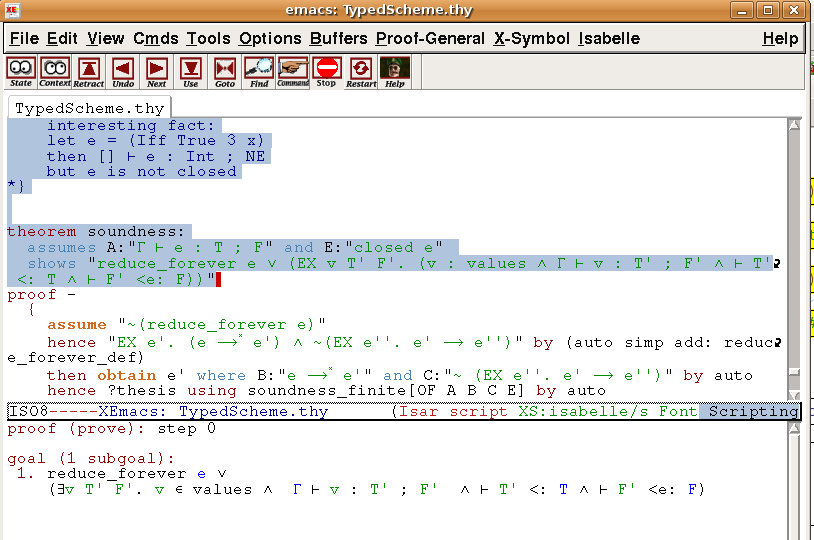 emacs: TypedScheme.thy
File Edit View Cmds Tools Options Buffers Proof-General X-Symbol Isabelle Help
State Context Retract Undo Next Use Goto Find Command Stop Restart Help
TypedScheme.thy
interesting fact:
let e = (Iff True 3 x)
then [] ⊢ e : Int ; NE
but e is not closed
*}
theorem soundness:
assumes A:"Γ ⊢ e : T ; F" and E:"closed e"
shows "reduce_forever e ∨ (EX v T' F'. (v : values ∧ Γ ⊢ v : T' ; F' ∧ ⊢ T'
<: T ∧ ⊢ F' <e: F))"
proof -
{
assume "~(reduce_forever e)"
hence "EX e'. (e ⟶* e') ∧ ~(EX e''. e' ⟶ e'')" by (auto simp add: reduc
e_forever_def)
then obtain e' where B:"e ⟶* e'" and C:"~ (EX e''. e' ⟶ e'')" by auto
hence ?thesis using soundness_finite[OF A B C E] by auto
ISO8-----XEmacs: TypedScheme.thy (Isar script XS:isabelle/s Font Scripting
proof (prove): step 0
goal (1 subgoal):
1. reduce_forever e ∨
(∃v T' F'. v ∈ values ∧ Γ ⊢ v : T' ; F' ∧ ⊢ T' <: T ∧ ⊢ F' <e: F)